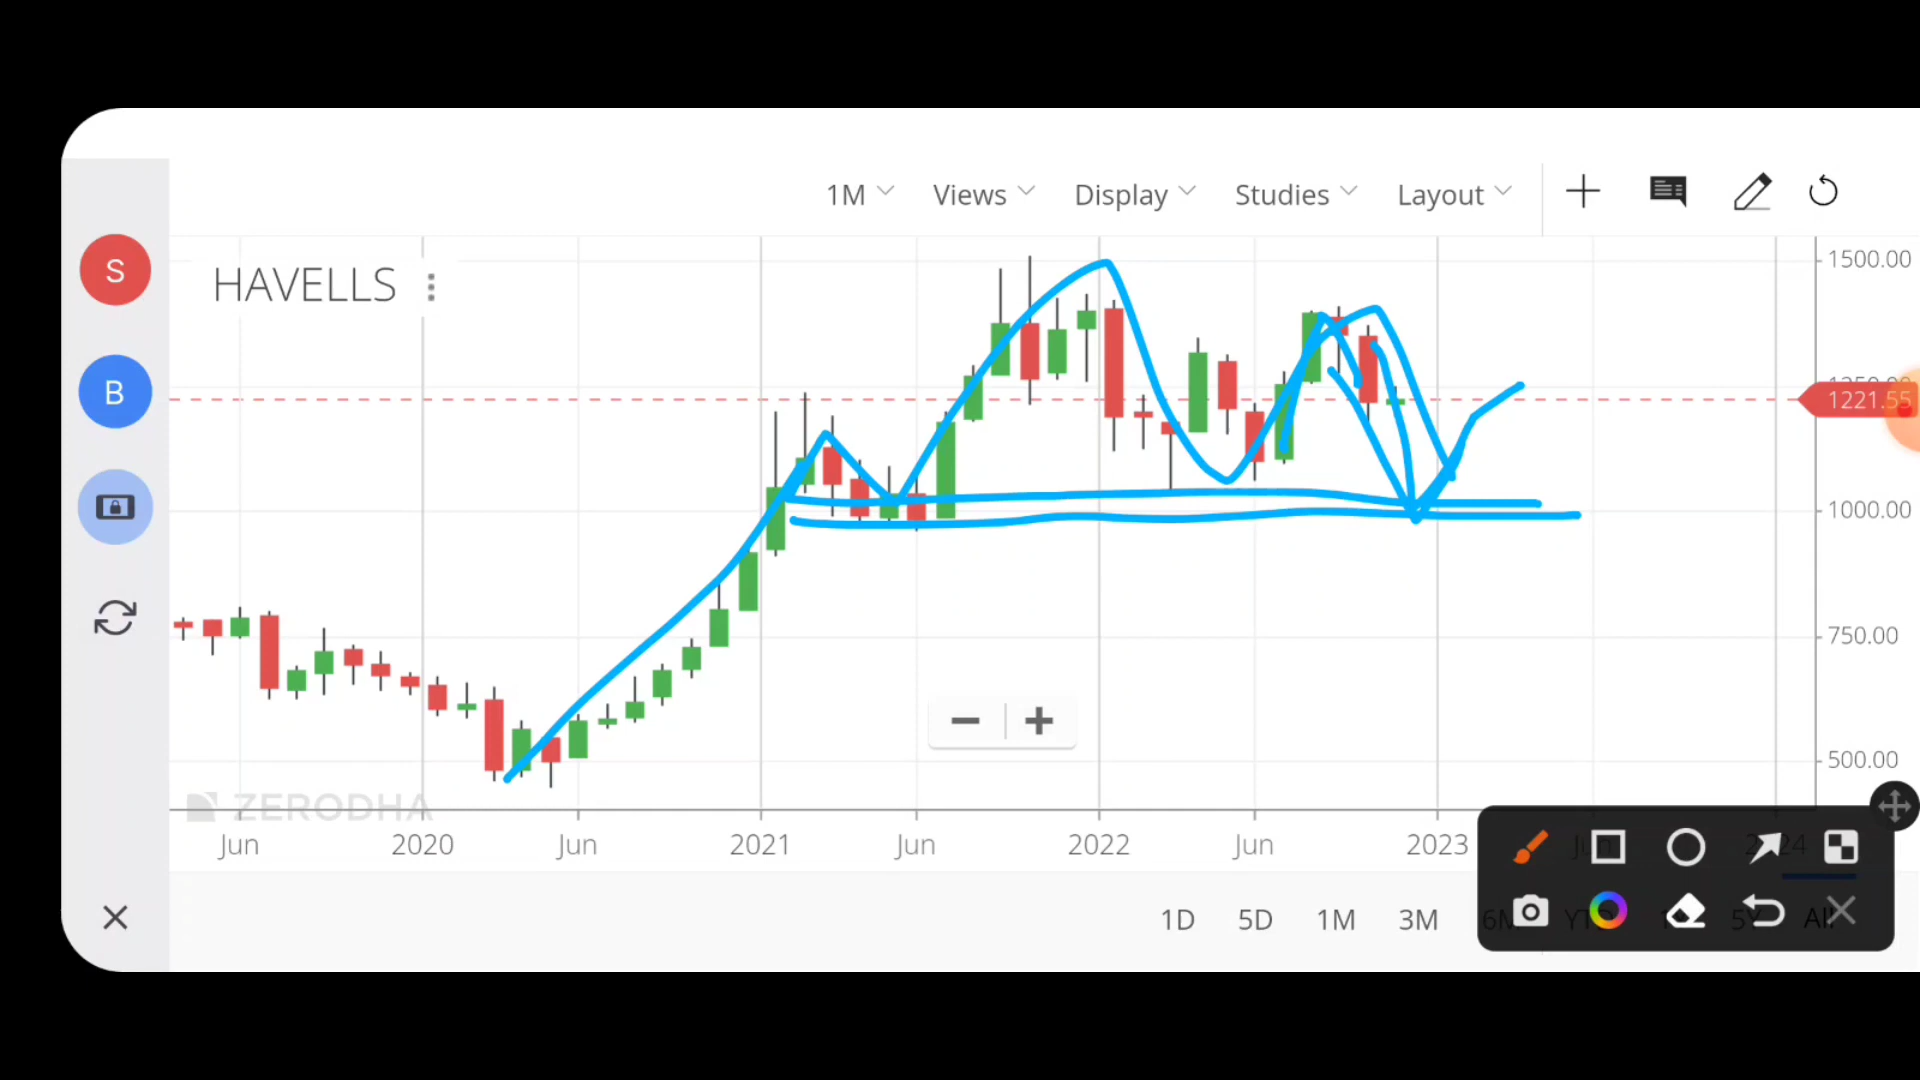 1M Views Display Studies Layout
HAVELLS
S
B
1500.00
1221.55
1000.00
750.00
500.00
ZERODHA
Jun 2020 Jun 2021 Jun 2022 Jun 2023
1D 5D 1M 3M